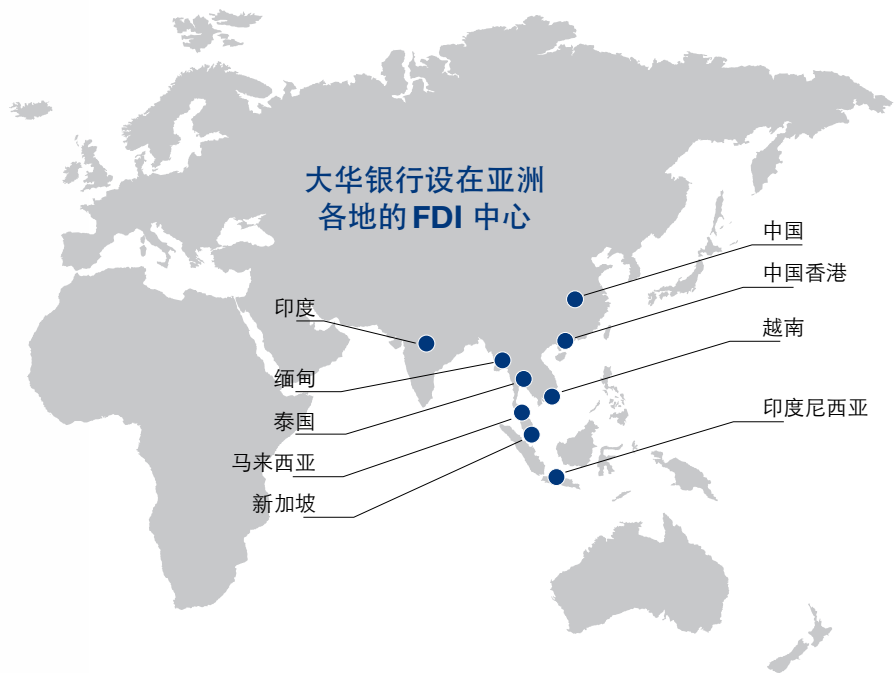 大华银行设在亚洲
各地的 FDI 中心
中国
中国香港
印度
越南
缅甸
印度尼西亚
泰国
马来西亚
新加坡